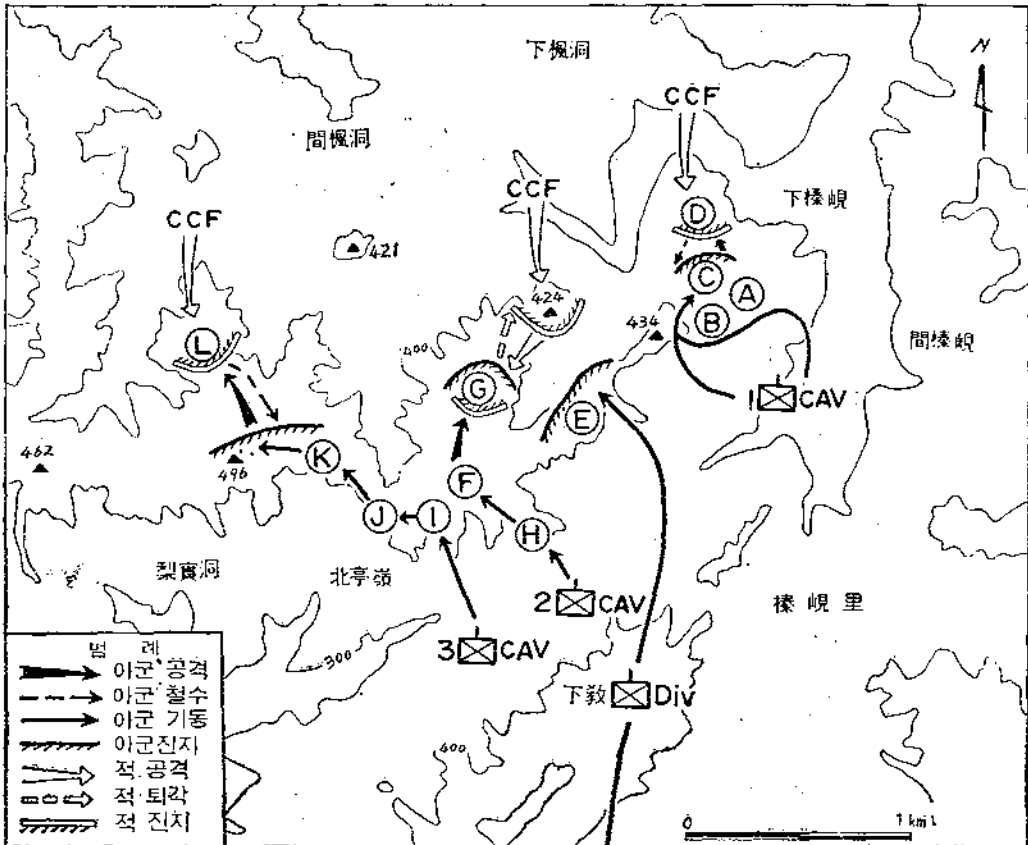 下楓洞
N
CCF
間楓洞
CCF
下榛峴
CCF
D
421
C
A
424
B
434
L
400
間榛峴
G
1 CAV
E
462
K
496
F
J
I
H
梨實洞
北亭嶺
2 CAV
榛峴里
3 CAV
300
下敎 Div
400
범 례
아군 공격
아군 철수
아군 기동
아군진지
적 공격
적 퇴각
적 진지
0 1 km